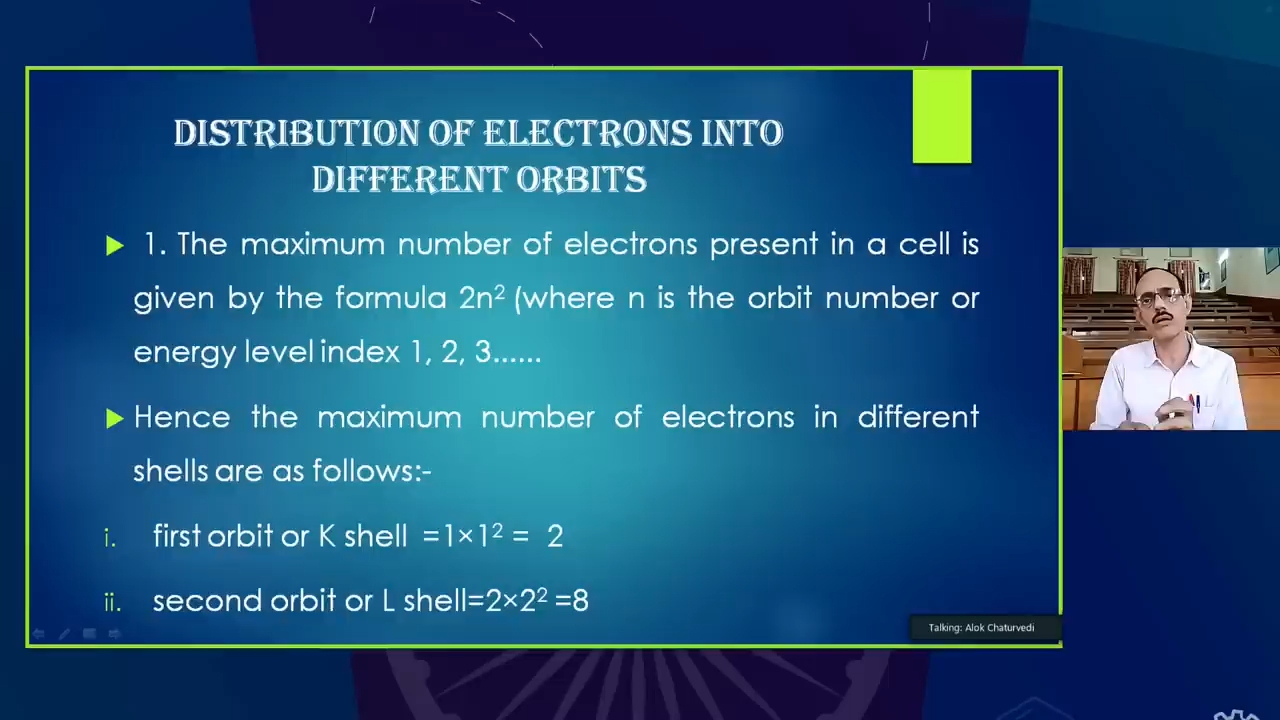 DISTRIBUTION OF ELECTRONS INTO
DIFFERENT ORBITS
1. The maximum number of electrons present in a cell is
given by the formula 2n² (where n is the orbit number or
energy level index 1, 2, 3......
Hence the maximum number of electrons in different
shells are as follows:-
i. first orbit or K shell =1×1² = 2
ii. second orbit or L shell=2×2² =8
Talking: Alok Chaturvedi